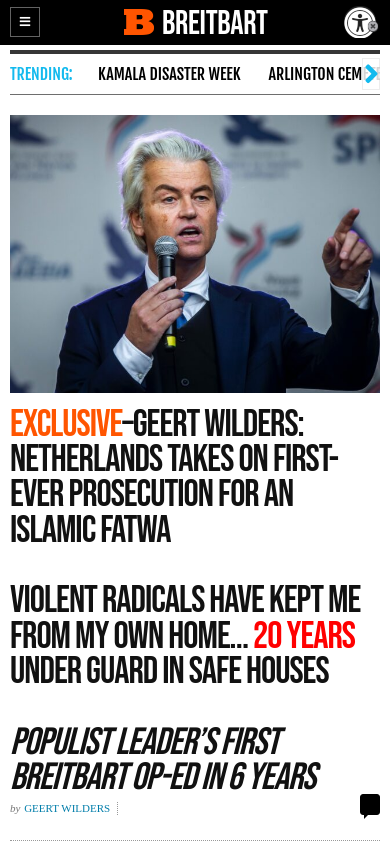 B BREITBART
TRENDING: KAMALA DISASTER WEEK ARLINGTON CEM
SP
EXCLUSIVE–GEERT WILDERS:
NETHERLANDS TAKES ON FIRST-
EVER PROSECUTION FOR AN
ISLAMIC FATWA
VIOLENT RADICALS HAVE KEPT ME
FROM MY OWN HOME... 20 YEARS
UNDER GUARD IN SAFE HOUSES
POPULIST LEADER’S FIRST
BREITBART OP-ED IN 6 YEARS
by GEERT WILDERS